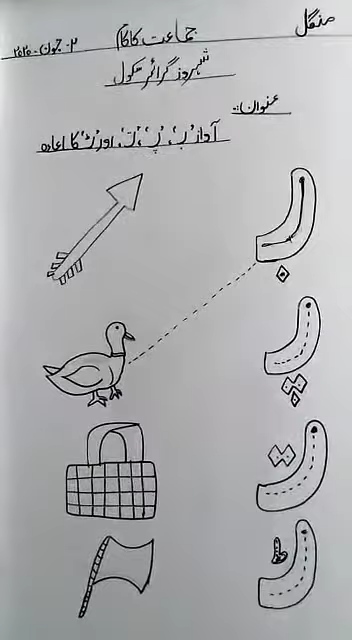 منگل
جماعت کا کام
۲۔ جون۔ ۲۰۲۰
شہروز گرائمر سکول
عنوان:۔
آواز 'ب'، 'پ'، 'ت'، اور 'ٹ' کا اعادہ
ب
پ
ت
ٹ